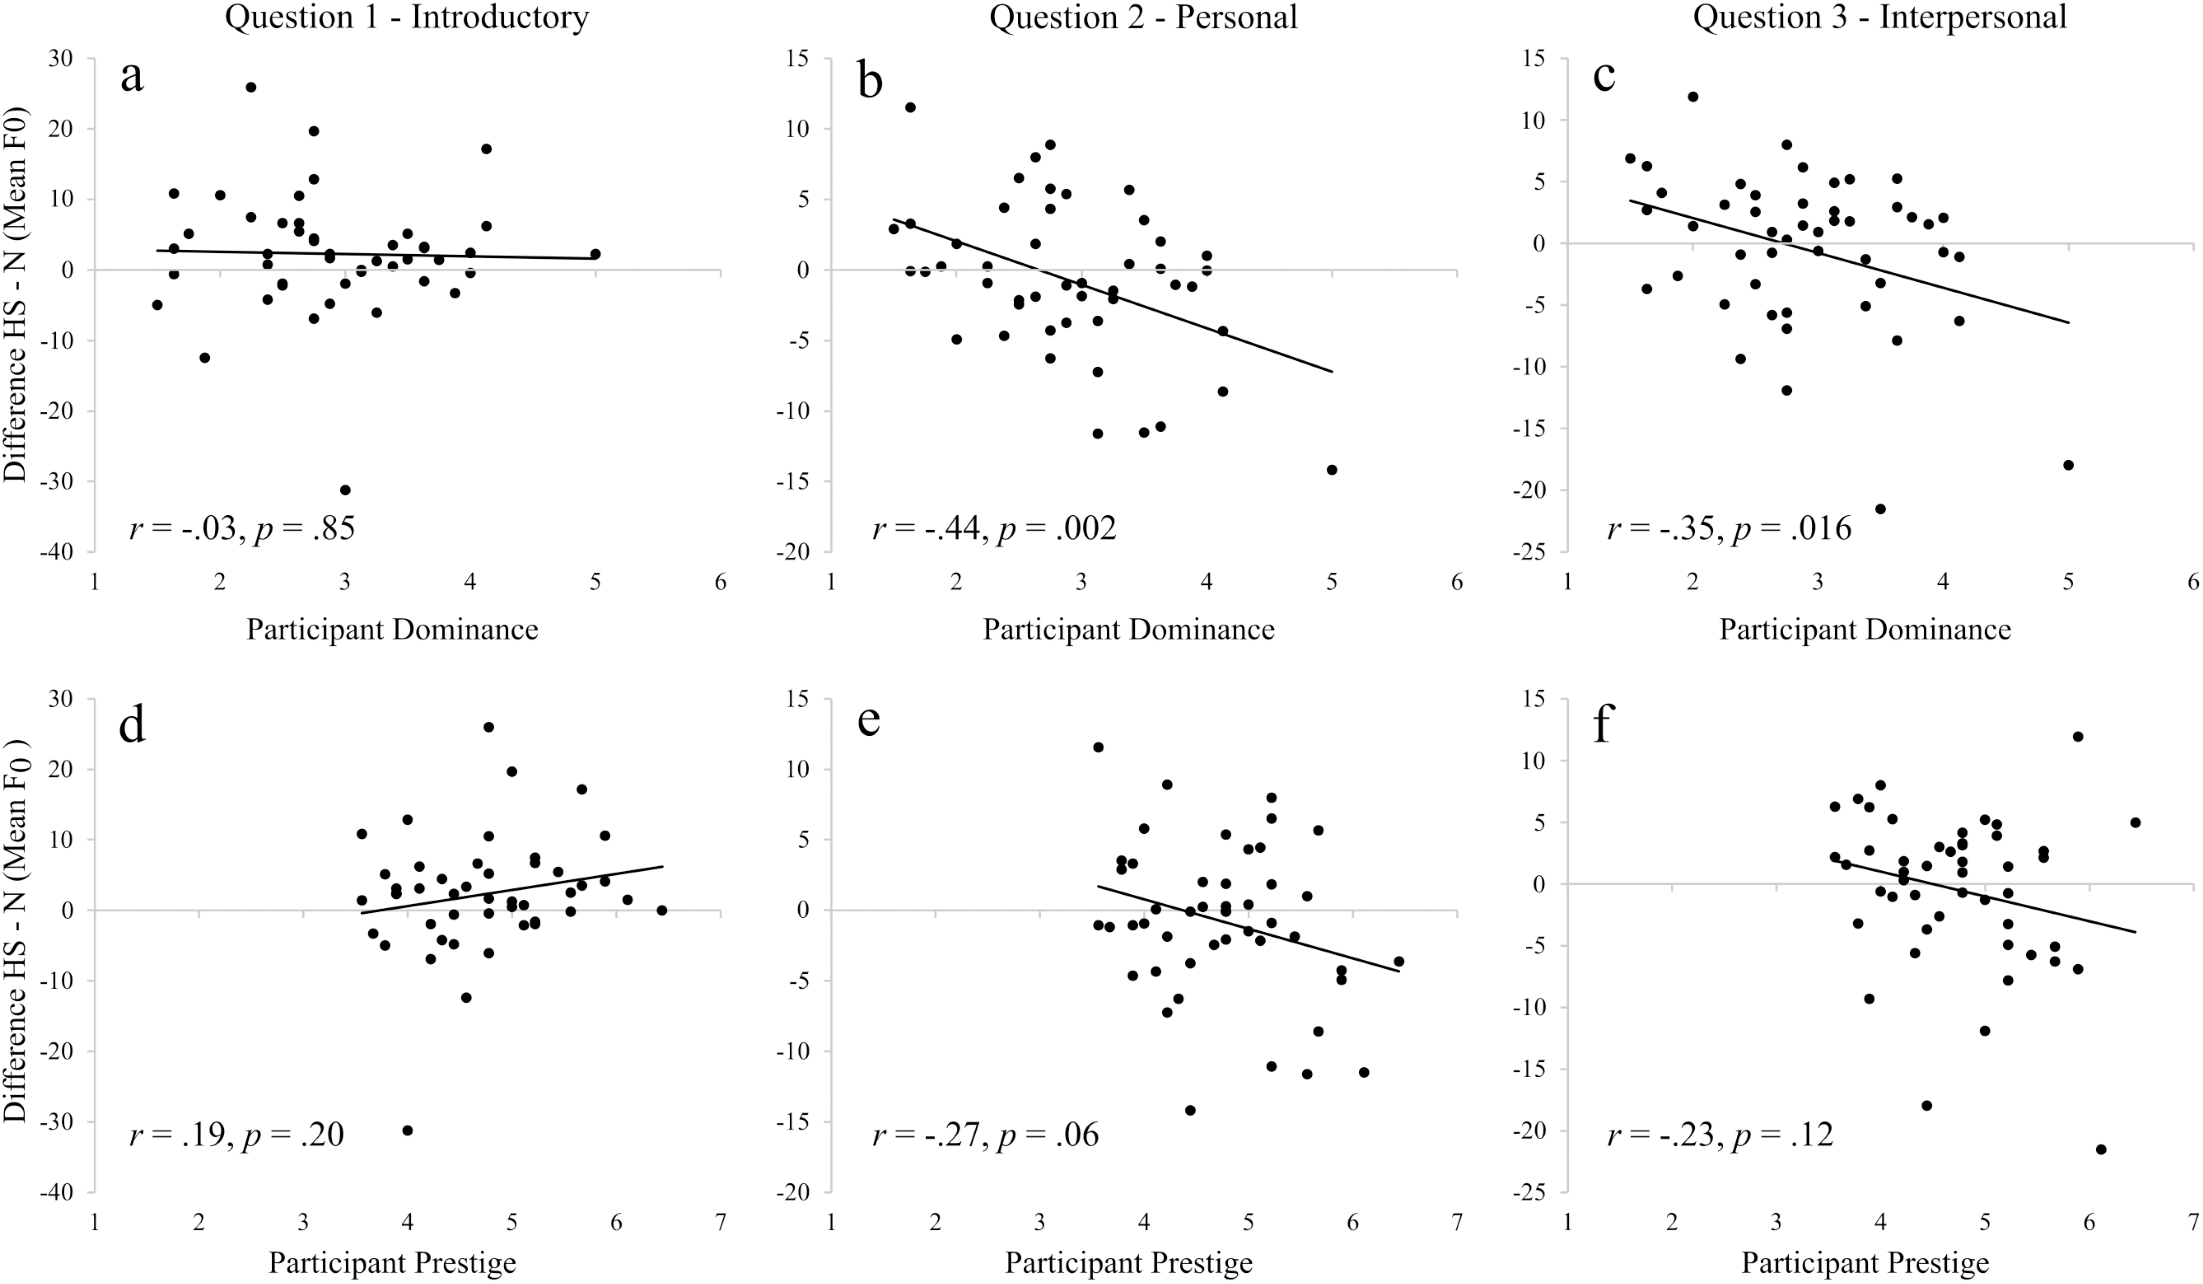 Question 1 - Introductory
Question 2 - Personal
Question 3 - Interpersonal
Difference HS - N (Mean F0)
a
30
20
10
0
-10
-20
-30
-40
r = -.03, p = .85
1 2 3 4 5 6
Participant Dominance
b
15
10
5
0
-5
-10
-15
-20
r = -.44, p = .002
2 3 4 5 6
Participant Dominance
c
15
10
5
0
-5
-10
-15
-20
-25
r = -.35, p = .016
1 2 3 4 5 6
Participant Dominance
Difference HS - N (Mean F0 )
d
30
20
10
0
-10
-20
-30
-40
r = .19, p = .20
1 2 3 4 5 6 7
Participant Prestige
e
15
10
5
0
-5
-10
-15
-20
r = -.27, p = .06
1 2 3 4 5 6 7
Participant Prestige
f
15
10
5
0
-5
-10
-15
-20
-25
r = -.23, p = .12
1 2 3 4 5 6 7
Participant Prestige